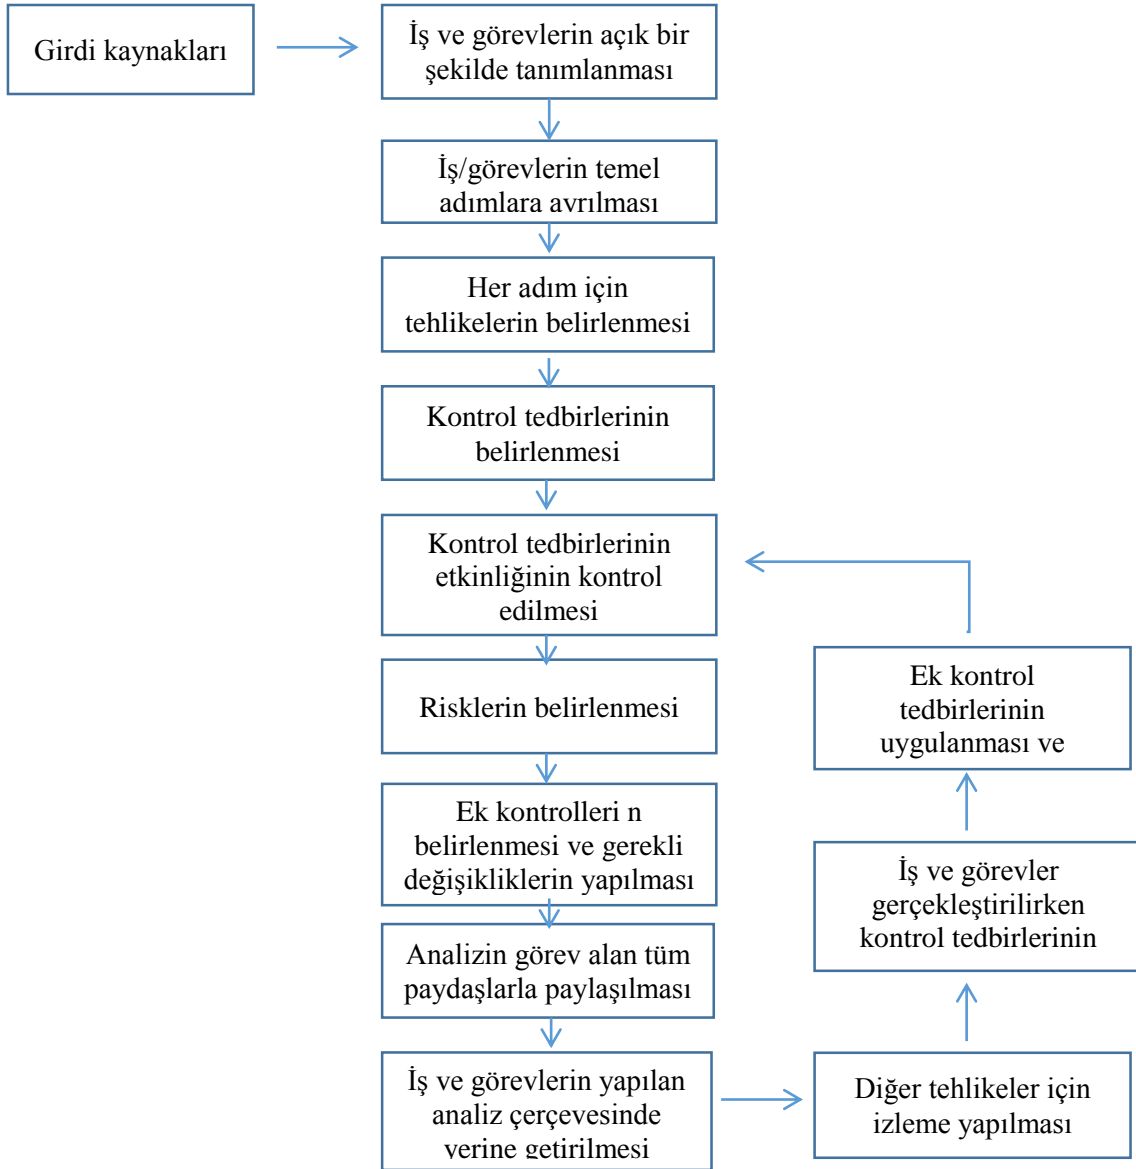 Girdi kaynakları
İş ve görevlerin açık bir
şekilde tanımlanması
İş/görevlerin temel
adımlara avrılması
Her adım için
tehlikelerin belirlenmesi
Kontrol tedbirlerinin
belirlenmesi
Kontrol tedbirlerinin
etkinliğinin kontrol
edilmesi
Risklerin belirlenmesi
Ek kontrolleri n
belirlenmesi ve gerekli
değişikliklerin yapılması
Analizin görev alan tüm
paydaşlarla paylaşılması
İş ve görevlerin yapılan
analiz çerçevesinde
yerine getirilmesi
Diğer tehlikeler için
izleme yapılması
İş ve görevler
gerçekleştirilirken
kontrol tedbirlerinin
Ek kontrol
tedbirlerinin
uygulanması ve